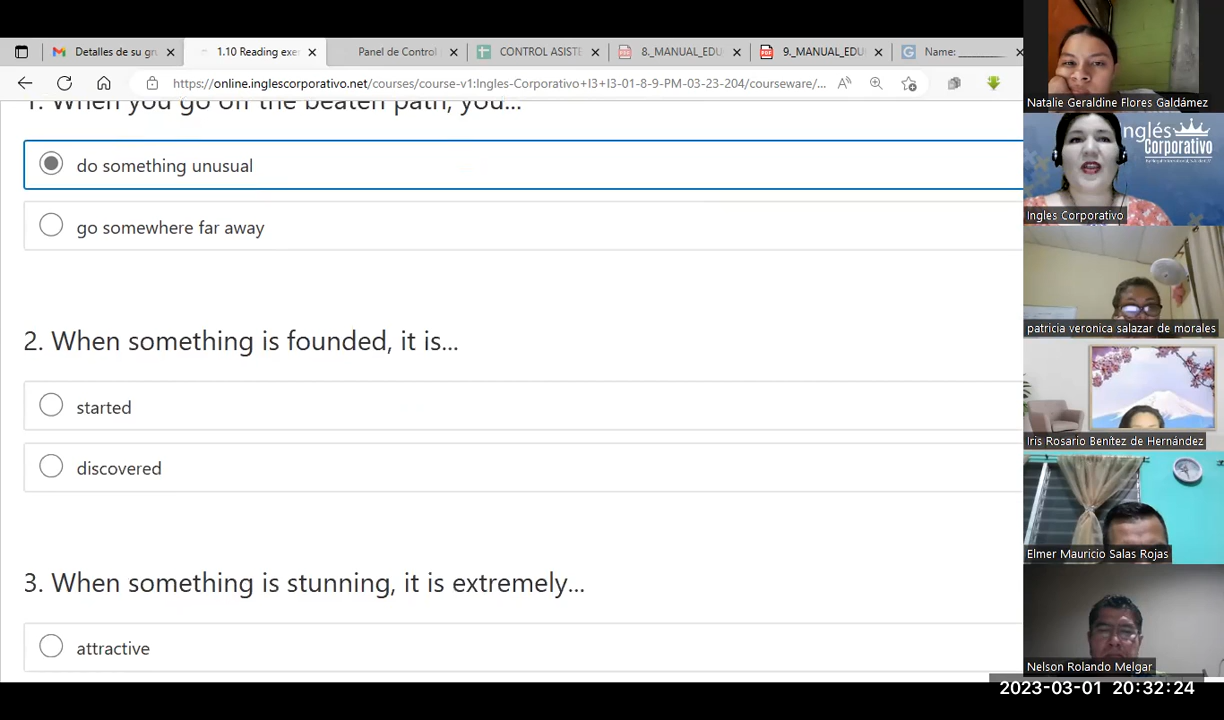 Detalles de su gru
1.10 Reading exer
Panel de Control
CONTROL ASISTE
8_MANUAL_EDU
9_MANUAL_EDU
Name: ________
https://online.inglescorporativo.net/courses/course-v1:Ingles-Corporativo+I3+I3-01-8-9-PM-03-23-204/courseware/...
1. When you go off the beaten path, you...
do something unusual
go somewhere far away
2. When something is founded, it is...
started
discovered
3. When something is stunning, it is extremely...
attractive
Natalie Geraldine Flores Galdámez
Inglés
Corporativo
Ingles Corporativo
patricia veronica salazar de morales
Iris Rosario Benítez de Hernández
Elmer Mauricio Salas Rojas
Nelson Rolando Melgar
2023-03-01 20:32:24